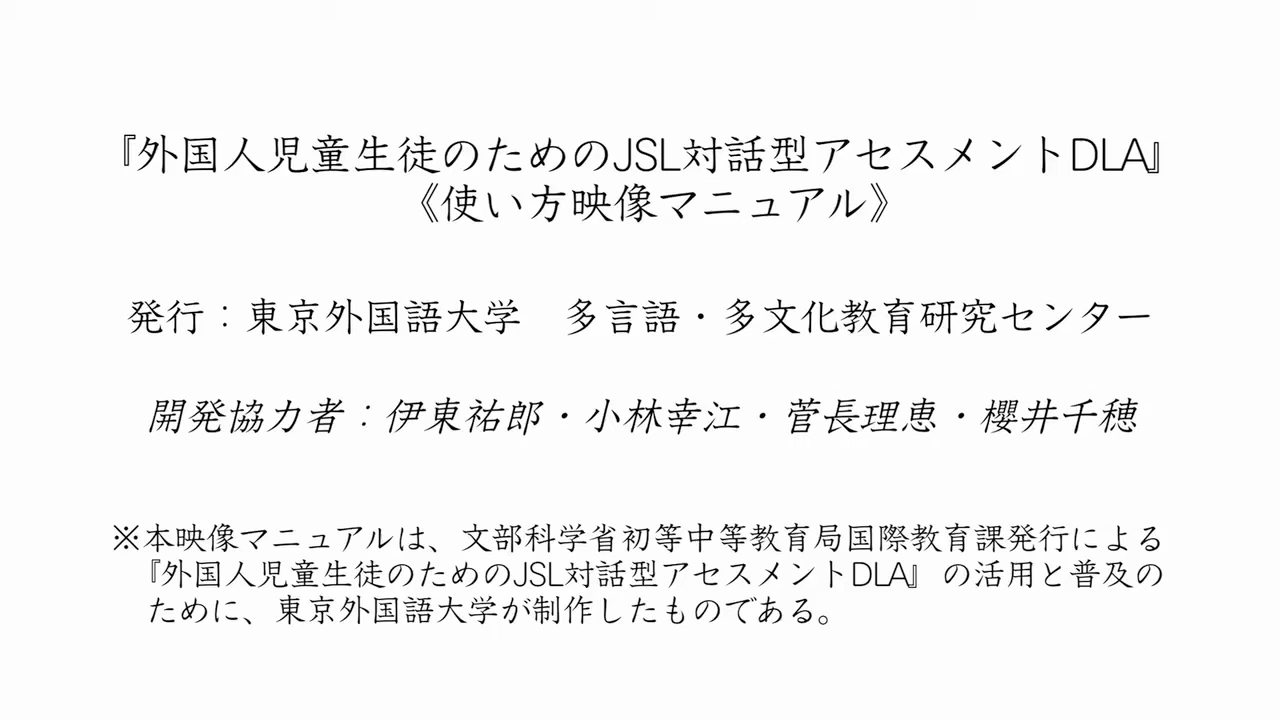 『外国人児童生徒のためのJSL対話型アセスメントDLA』
《使い方映像マニュアル》
発行：東京外国語大学　多言語・多文化教育研究センター
開発協力者：伊東祐郎・小林幸江・菅長理恵・櫻井千穂
※本映像マニュアルは、文部科学省初等中等教育局国際教育課発行による
『外国人児童生徒のためのJSL対話型アセスメントDLA』の活用と普及の
ために、東京外国語大学が制作したものである。